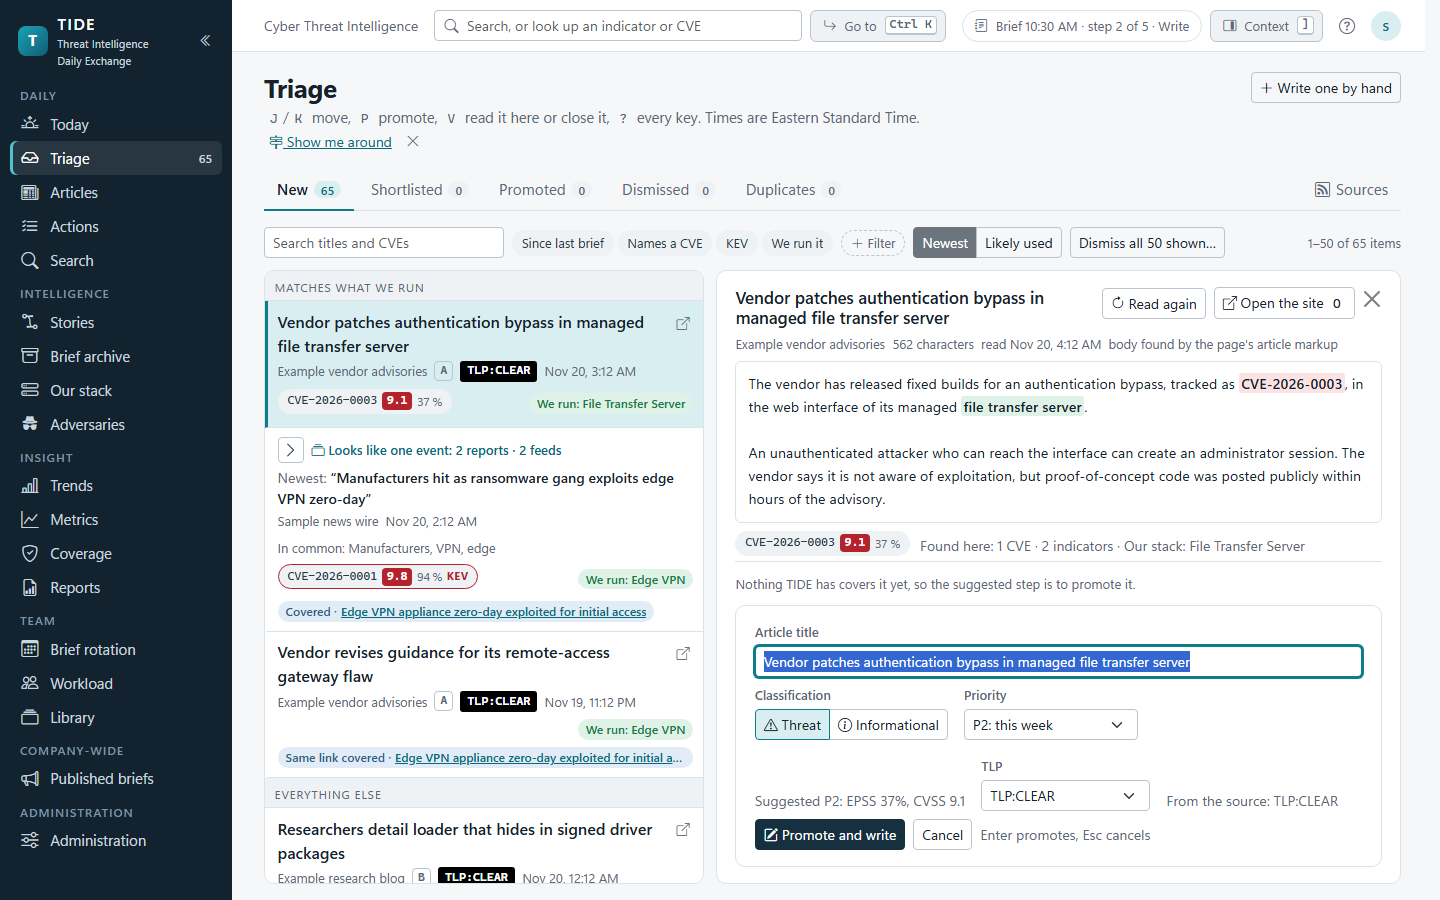 T
TIDE
Threat Intelligence
Daily Exchange
DAILY
Today
Triage 65
Articles
Actions
Search
INTELLIGENCE
Stories
Brief archive
Our stack
Adversaries
INSIGHT
Trends
Metrics
Coverage
Reports
TEAM
Brief rotation
Workload
Library
COMPANY-WIDE
Published briefs
ADMINISTRATION
Administration
Cyber Threat Intelligence
Search, or look up an indicator or CVE
Go to Ctrl K
Brief 10:30 AM · step 2 of 5 · Write
Context ]
S
Triage
Write one by hand
J / K move, P promote, V read it here or close it, ? every key. Times are Eastern Standard Time.
Show me around
New 65
Shortlisted 0
Promoted 0
Dismissed 0
Duplicates 0
Sources
Search titles and CVEs
Since last brief
Names a CVE
KEV
We run it
+ Filter
Newest
Likely used
Dismiss all 50 shown...
1–50 of 65 items
MATCHES WHAT WE RUN
Vendor patches authentication bypass in managed
file transfer server
Example vendor advisories A TLP:CLEAR Nov 20, 3:12 AM
CVE-2026-0003 9.1 37 %
We run: File Transfer Server
Looks like one event: 2 reports · 2 feeds
Newest: “Manufacturers hit as ransomware gang exploits edge
VPN zero-day”
Sample news wire Nov 20, 2:12 AM
In common: Manufacturers, VPN, edge
CVE-2026-0001 9.8 94 % KEV
We run: Edge VPN
Covered · Edge VPN appliance zero-day exploited for initial access
Vendor revises guidance for its remote-access
gateway flaw
Example vendor advisories A TLP:CLEAR Nov 19, 11:12 PM
We run: Edge VPN
Same link covered · Edge VPN appliance zero-day exploited for initial a...
EVERYTHING ELSE
Researchers detail loader that hides in signed driver
packages
Example research blog B TLP:CLEAR Nov 20, 12:12 AM
Vendor patches authentication bypass in
managed file transfer server
Read again
Open the site 0
Example vendor advisories 562 characters read Nov 20, 4:12 AM body found by the page's article markup
The vendor has released fixed builds for an authentication bypass, tracked as CVE-2026-0003, in
the web interface of its managed file transfer server.
An unauthenticated attacker who can reach the interface can create an administrator session. The
vendor says it is not aware of exploitation, but proof-of-concept code was posted publicly within
hours of the advisory.
CVE-2026-0003 9.1 37 %
Found here: 1 CVE · 2 indicators · Our stack: File Transfer Server
Nothing TIDE has covers it yet, so the suggested step is to promote it.
Article title
Vendor patches authentication bypass in managed file transfer server
Classification
Priority
Threat
Informational
P2: this week
TLP
Suggested P2: EPSS 37%, CVSS 9.1
TLP:CLEAR
From the source: TLP:CLEAR
Promote and write
Cancel
Enter promotes, Esc cancels